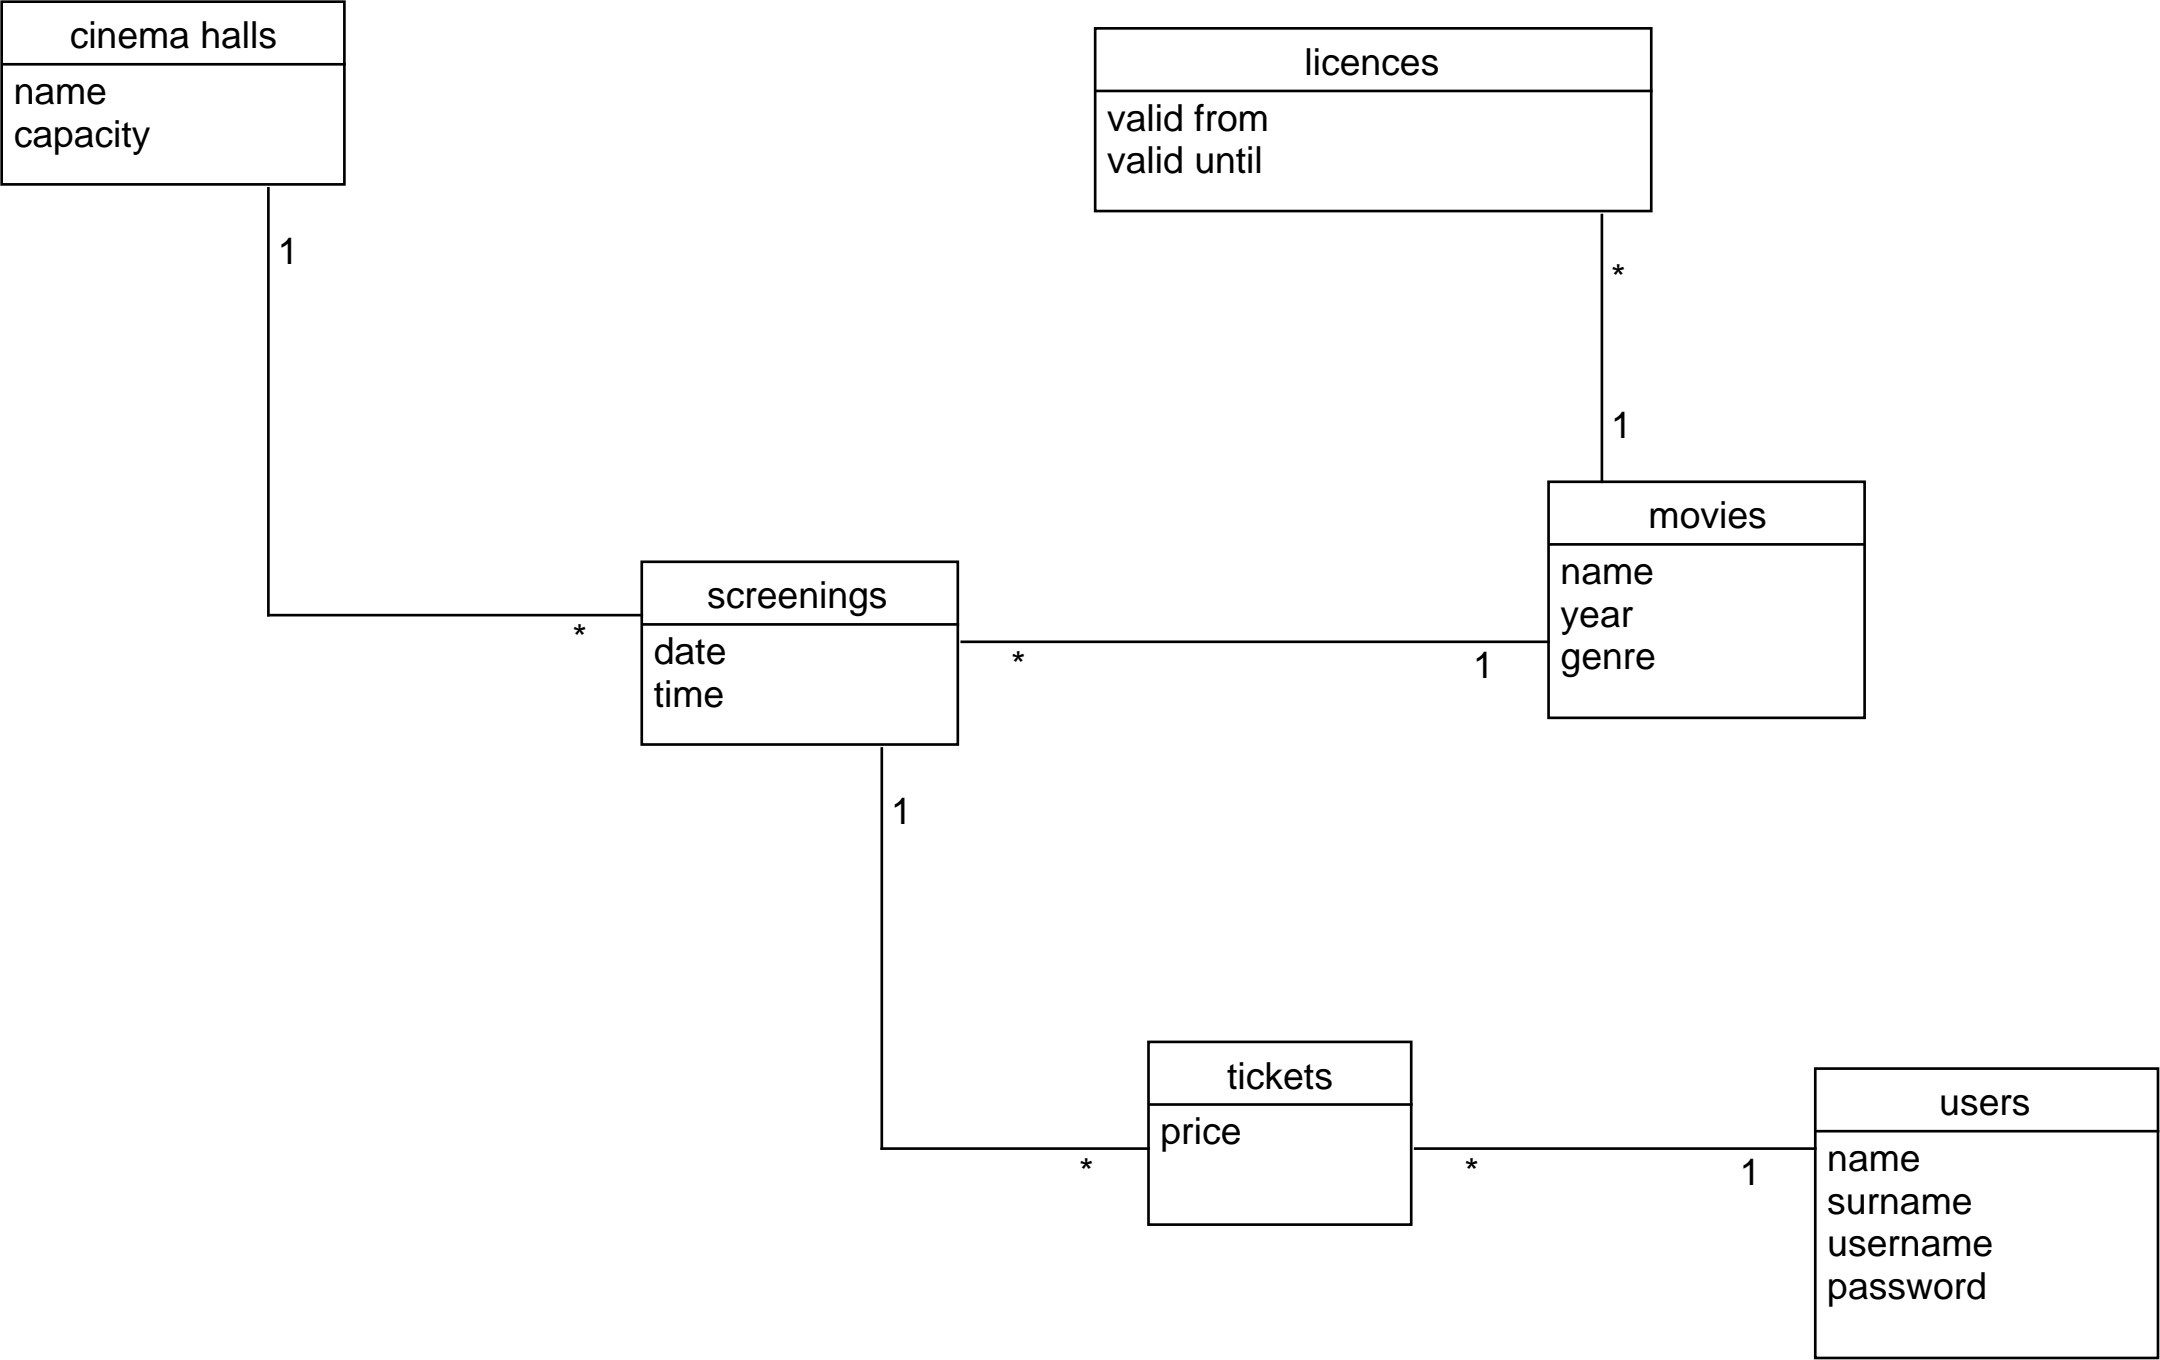 cinema halls
name
capacity
licences
valid from
valid until
1
*
1
movies
name
year
genre
screenings
date
time
*
*
1
1
tickets
price
*
*
1
users
name
surname
username
password